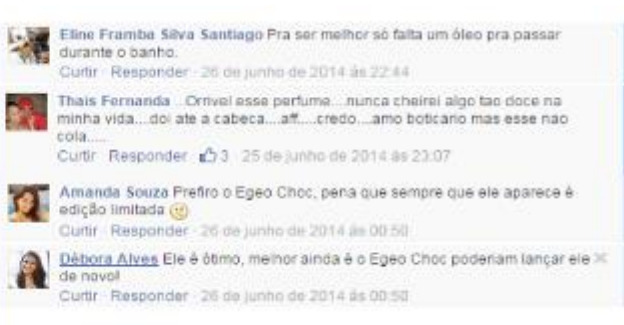 Eline Framba Silva Santiago Pra ser melhor só falta um óleo pra passar
durante o banho.
Curtir · Responder · 26 de junho de 2014 às 22:44
Thais Fernanda ..Orrivel esse perfume....nunca cheirei algo tao doce na
minha vida....doi ate a cabeca...aff....credo...amo boticario mas esse nao
cola.....
Curtir · Responder · 3 · 25 de junho de 2014 às 23:07
Amanda Souza Prefiro o Egeo Choc, pena que sempre que ele aparece é
edição limitada
Curtir · Responder · 26 de junho de 2014 às 00:50
Débora Alves Ele é ótimo, melhor ainda é o Egeo Choc poderiam lançar ele
de novo!
Curtir · Responder · 26 de junho de 2014 às 00:50